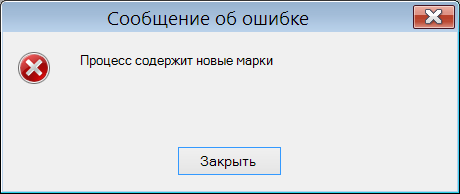 Сообщение об ошибке
Процесс содержит новые марки
Закрыть